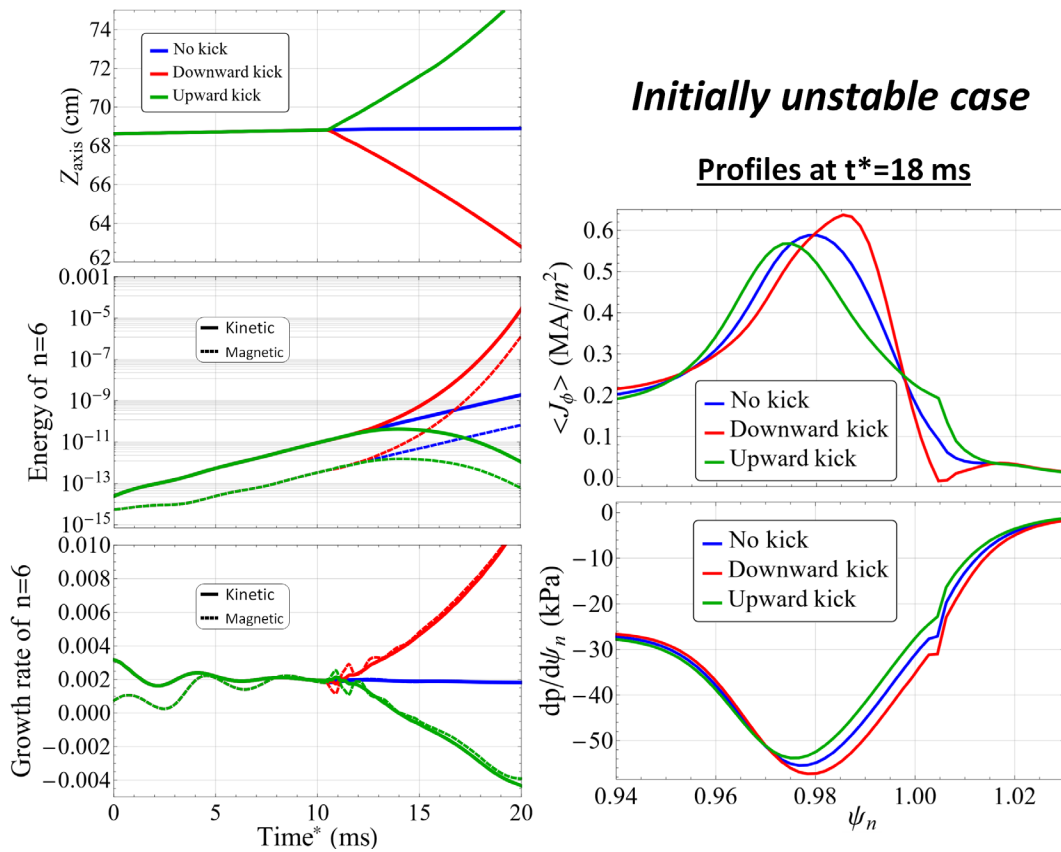 74
72
70
68
66
64
62
Z_axis (cm)
No kick
Downward kick
Upward kick
0.001
10^-5
10^-7
10^-9
10^-11
10^-13
10^-15
Energy of n=6
Kinetic
Magnetic
0.010
0.008
0.006
0.004
0.002
0.000
-0.002
-0.004
Growth rate of n=6
Kinetic
Magnetic
0 5 10 15 20
Time* (ms)
Initially unstable case
Profiles at t*=18 ms
0.6
0.5
0.4
0.3
0.2
0.1
0.0
<J_ϕ> (MA/m²)
No kick
Downward kick
Upward kick
0
-10
-20
-30
-40
-50
dp/dψ_n (kPa)
No kick
Downward kick
Upward kick
0.94 0.96 0.98 1.00 1.02
ψ_n